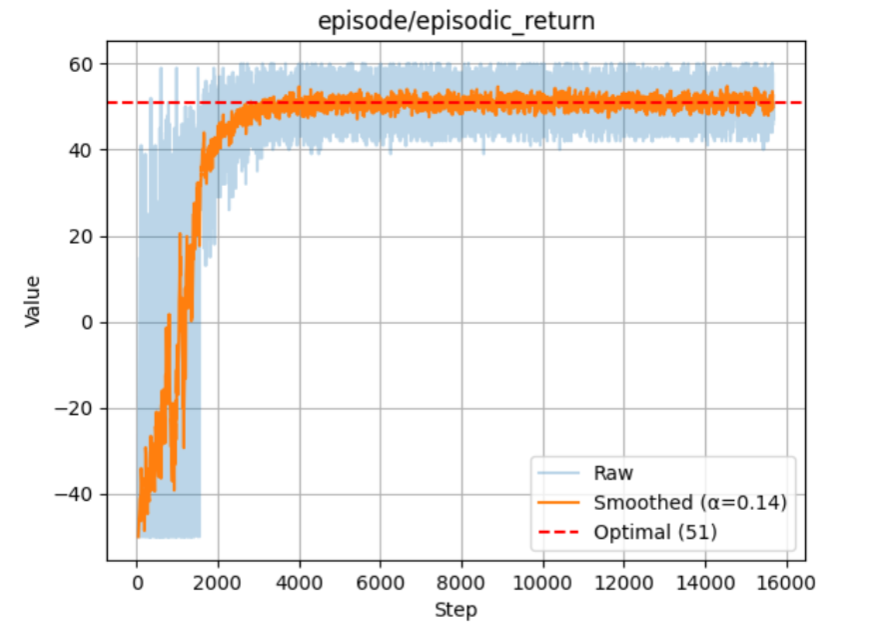 episode/episodic_return
60
40
20
0
−20
−40
Value
Raw
Smoothed (α=0.14)
Optimal (51)
0 2000 4000 6000 8000 10000 12000 14000 16000
Step